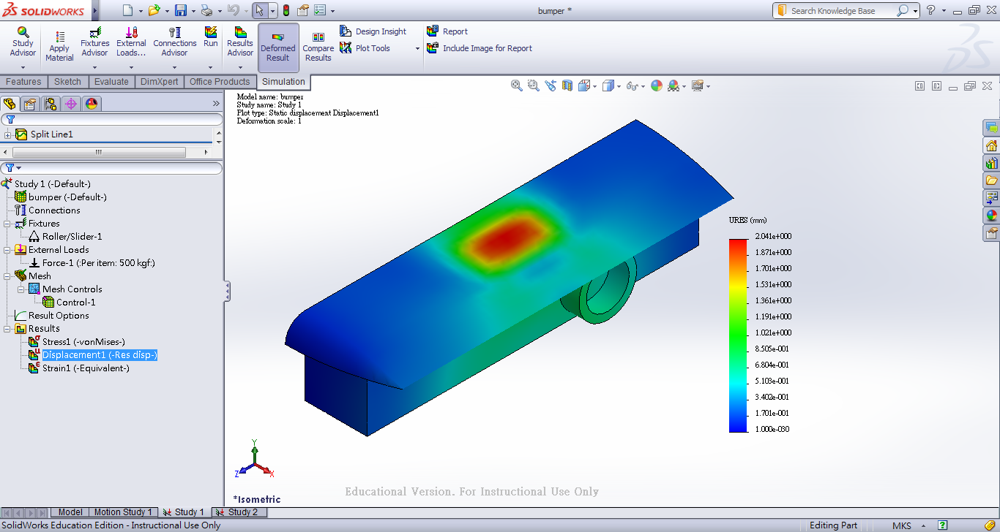 SOLIDWORKS
bumper *
Search Knowledge Base
Study Advisor
Apply Material
Fixtures Advisor
External Loads...
Connections Advisor
Run
Results Advisor
Deformed Result
Compare Results
Design Insight
Plot Tools
Report
Include Image for Report
Features
Sketch
Evaluate
DimXpert
Office Products
Simulation
Split Line1
Study 1 (-Default-)
bumper (-Default-)
Connections
Fixtures
Roller/Slider-1
External Loads
Force-1 (:Per item: 500 kgf:)
Mesh
Mesh Controls
Control-1
Result Options
Results
Stress1 (-vonMises-)
Displacement1 (-Res disp-)
Strain1 (-Equivalent-)
Model name: bumper
Study name: Study 1
Plot type: Static displacement Displacement1
Deformation scale: 1
URES (mm)
2.041e+000
1.871e+000
1.701e+000
1.531e+000
1.361e+000
1.191e+000
1.021e+000
8.505e-001
6.804e-001
5.103e-001
3.402e-001
1.701e-001
1.000e-030
Y
Z
X
Educational Version. For Instructional Use Only
*Isometric
Model
Motion Study 1
Study 1
Study 2
SolidWorks Education Edition - Instructional Use Only
Editing Part
MKS